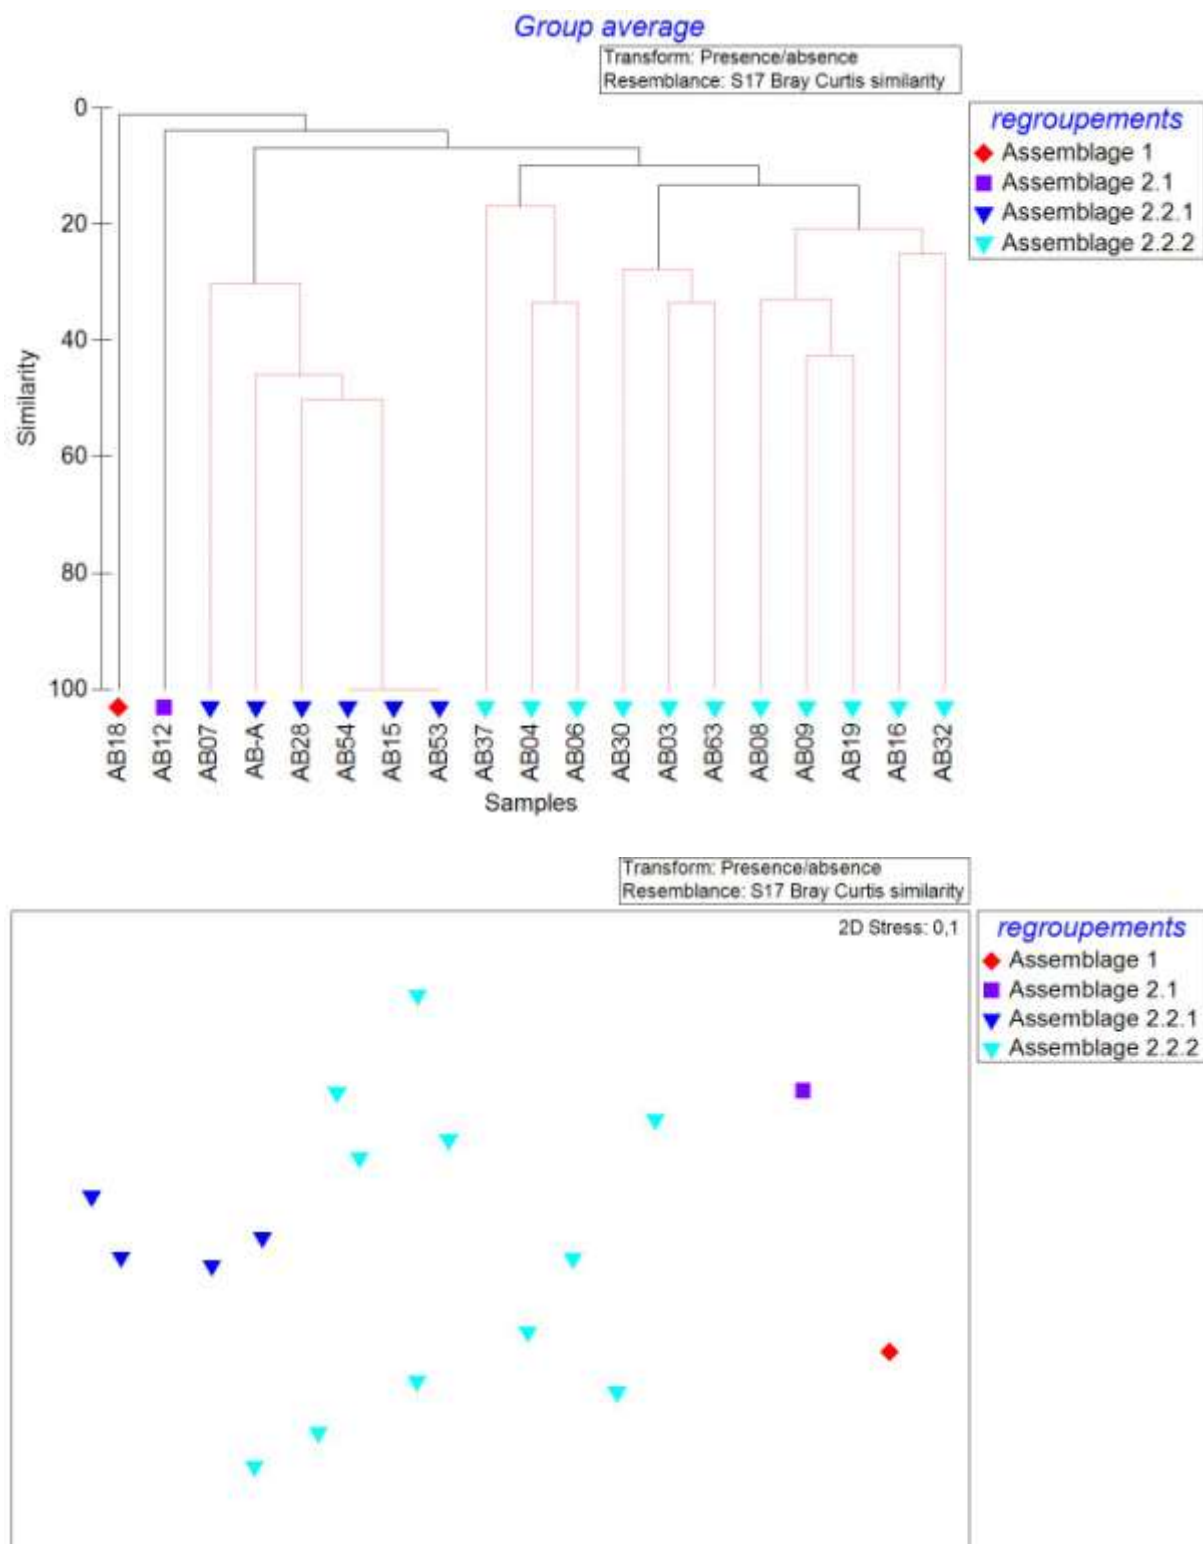 Group average
Transform: Presence/absence
Resemblance: S17 Bray Curtis similarity
regroupements
Assemblage 1
Assemblage 2.1
Assemblage 2.2.1
Assemblage 2.2.2
0
20
40
60
80
100
Similarity
AB18
AB12
AB07
AB-A
AB28
AB54
AB15
AB53
AB37
AB04
AB06
AB30
AB03
AB63
AB08
AB09
AB19
AB16
AB32
Samples
Transform: Presence/absence
Resemblance: S17 Bray Curtis similarity
2D Stress: 0,1
regroupements
Assemblage 1
Assemblage 2.1
Assemblage 2.2.1
Assemblage 2.2.2